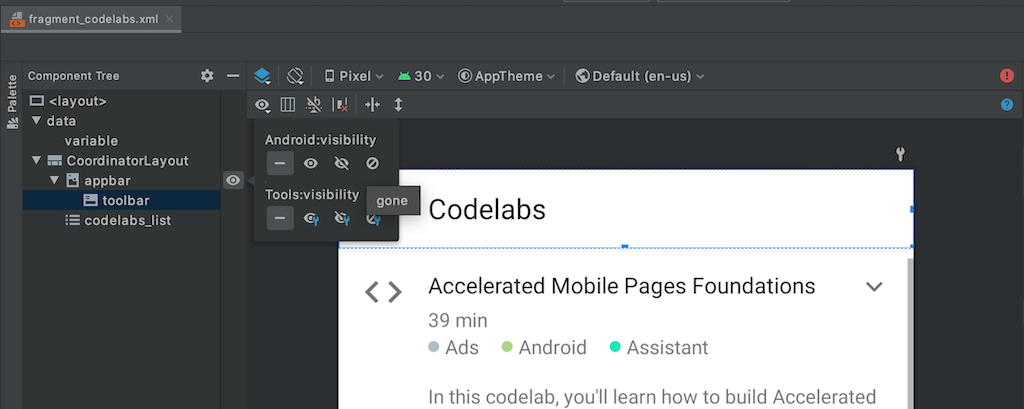 fragment_codelabs.xml
Palette
Component Tree
Pixel
30
AppTheme
Default (en-us)
<layout>
data
variable
CoordinatorLayout
appbar
toolbar
codelabs_list
Android:visibility
Tools:visibility
gone
Codelabs
Accelerated Mobile Pages Foundations
39 min
Ads
Android
Assistant
In this codelab, you'll learn how to build Accelerated